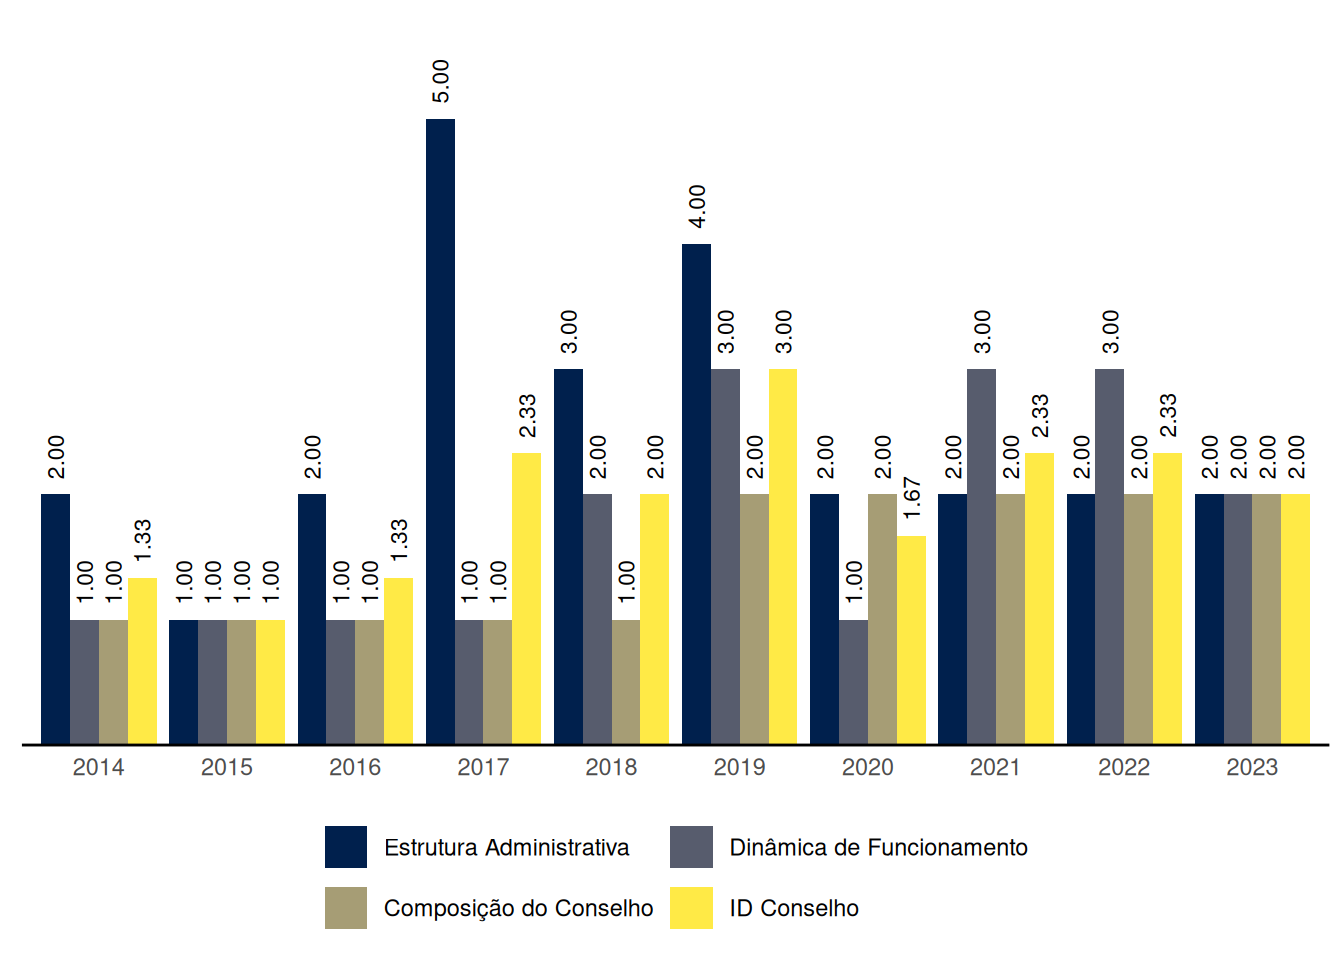 5.00
4.00
3.00 3.00 3.00 3.00 3.00
2.00 2.00 2.33 2.00 2.00 2.00 2.00 2.00 2.00 2.00 2.33 2.00 2.00 2.33 2.00 2.00 2.00 2.00
1.00 1.00 1.33 1.00 1.00 1.00 1.00 1.00 1.00 1.33 1.00 1.00 1.00 1.00 1.67
2014 2015 2016 2017 2018 2019 2020 2021 2022 2023
Estrutura Administrativa Dinâmica de Funcionamento
Composição do Conselho ID Conselho